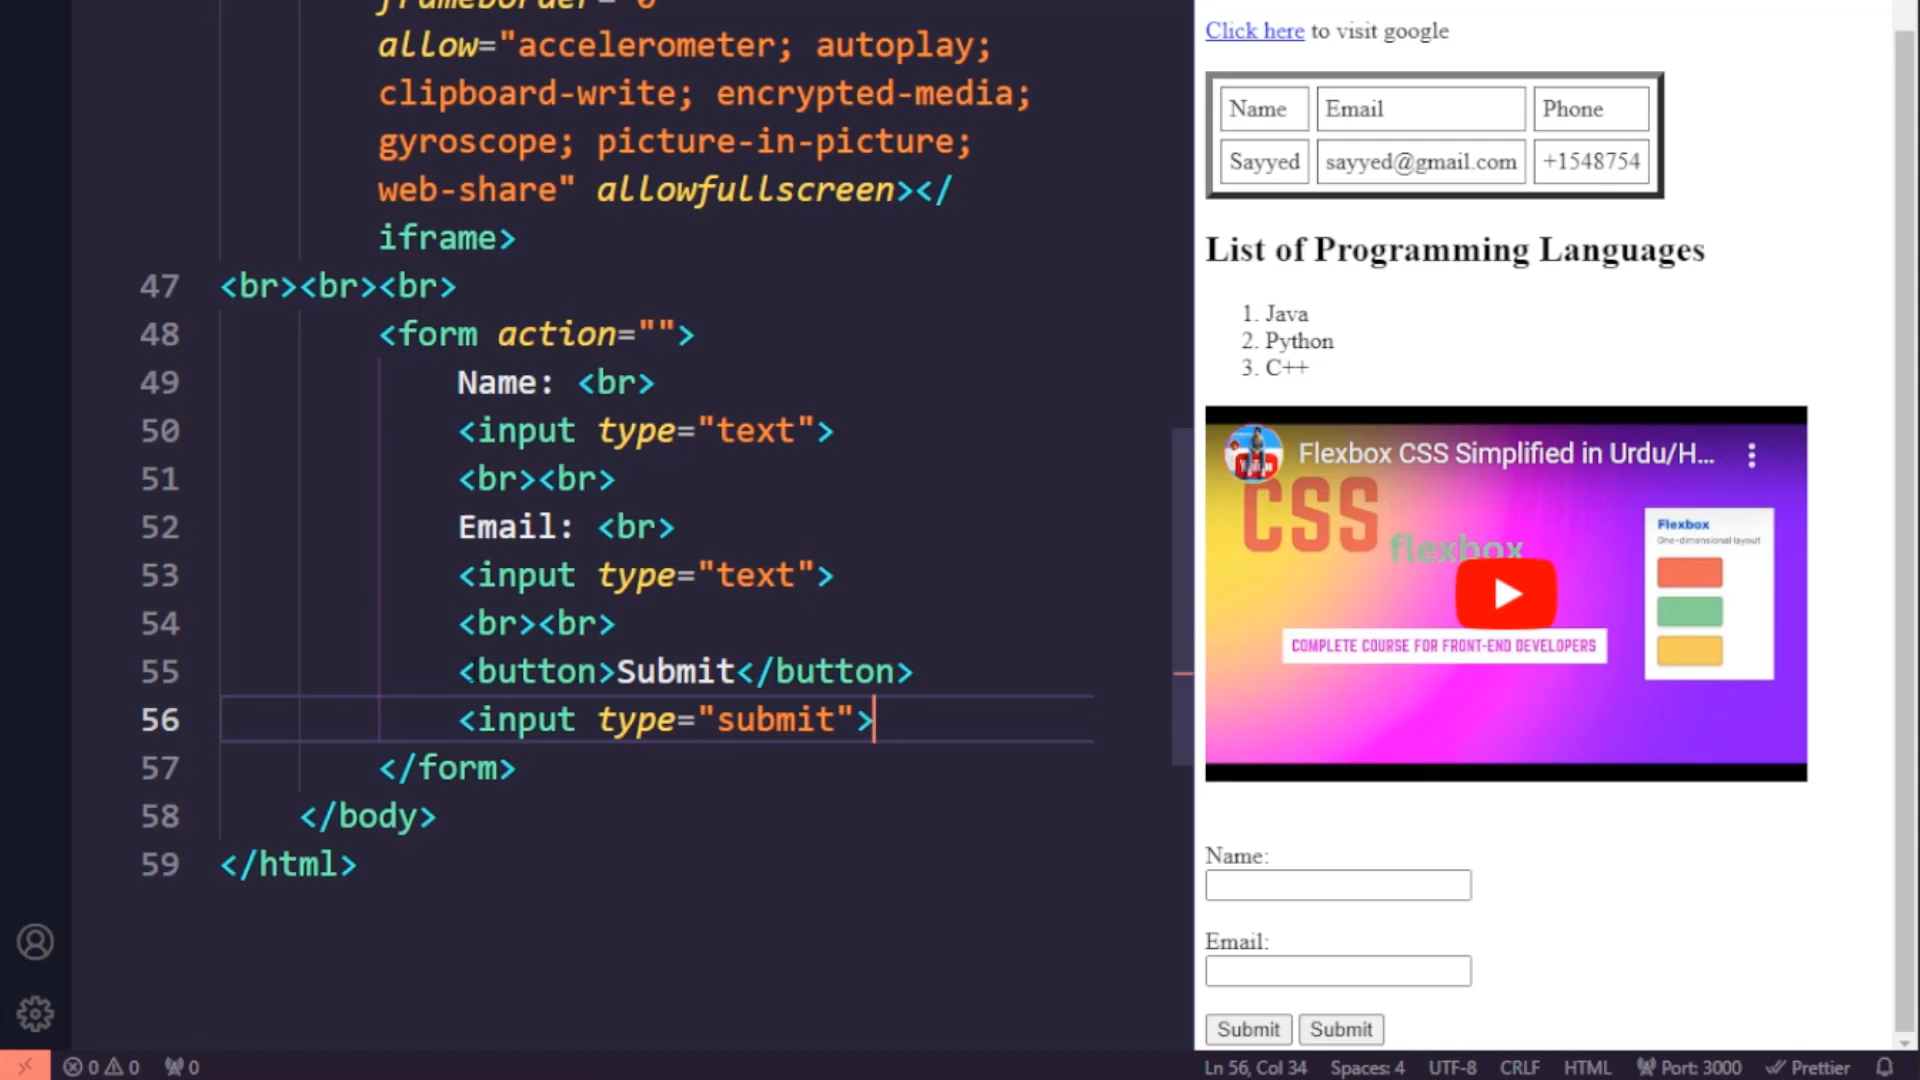 frameborder="0"
allow="accelerometer; autoplay;
clipboard-write; encrypted-media;
gyroscope; picture-in-picture;
web-share" allowfullscreen></
iframe>
47 <br><br><br>
48 <form action="">
49 Name: <br>
50 <input type="text">
51 <br><br>
52 Email: <br>
53 <input type="text">
54 <br><br>
55 <button>Submit</button>
56 <input type="submit">
57 </form>
58 </body>
59 </html>
Click here to visit google
Name Email Phone
Sayyed sayyed@gmail.com +1548754
List of Programming Languages
1. Java
2. Python
3. C++
Flexbox CSS Simplified in Urdu/H...
CSS
flexbox
Flexbox
One-dimensional layout
COMPLETE COURSE FOR FRONT-END DEVELOPERS
Name:
Email:
Submit Submit
0 0 0 Ln 56, Col 34 Spaces: 4 UTF-8 CRLF HTML Port: 3000 Prettier